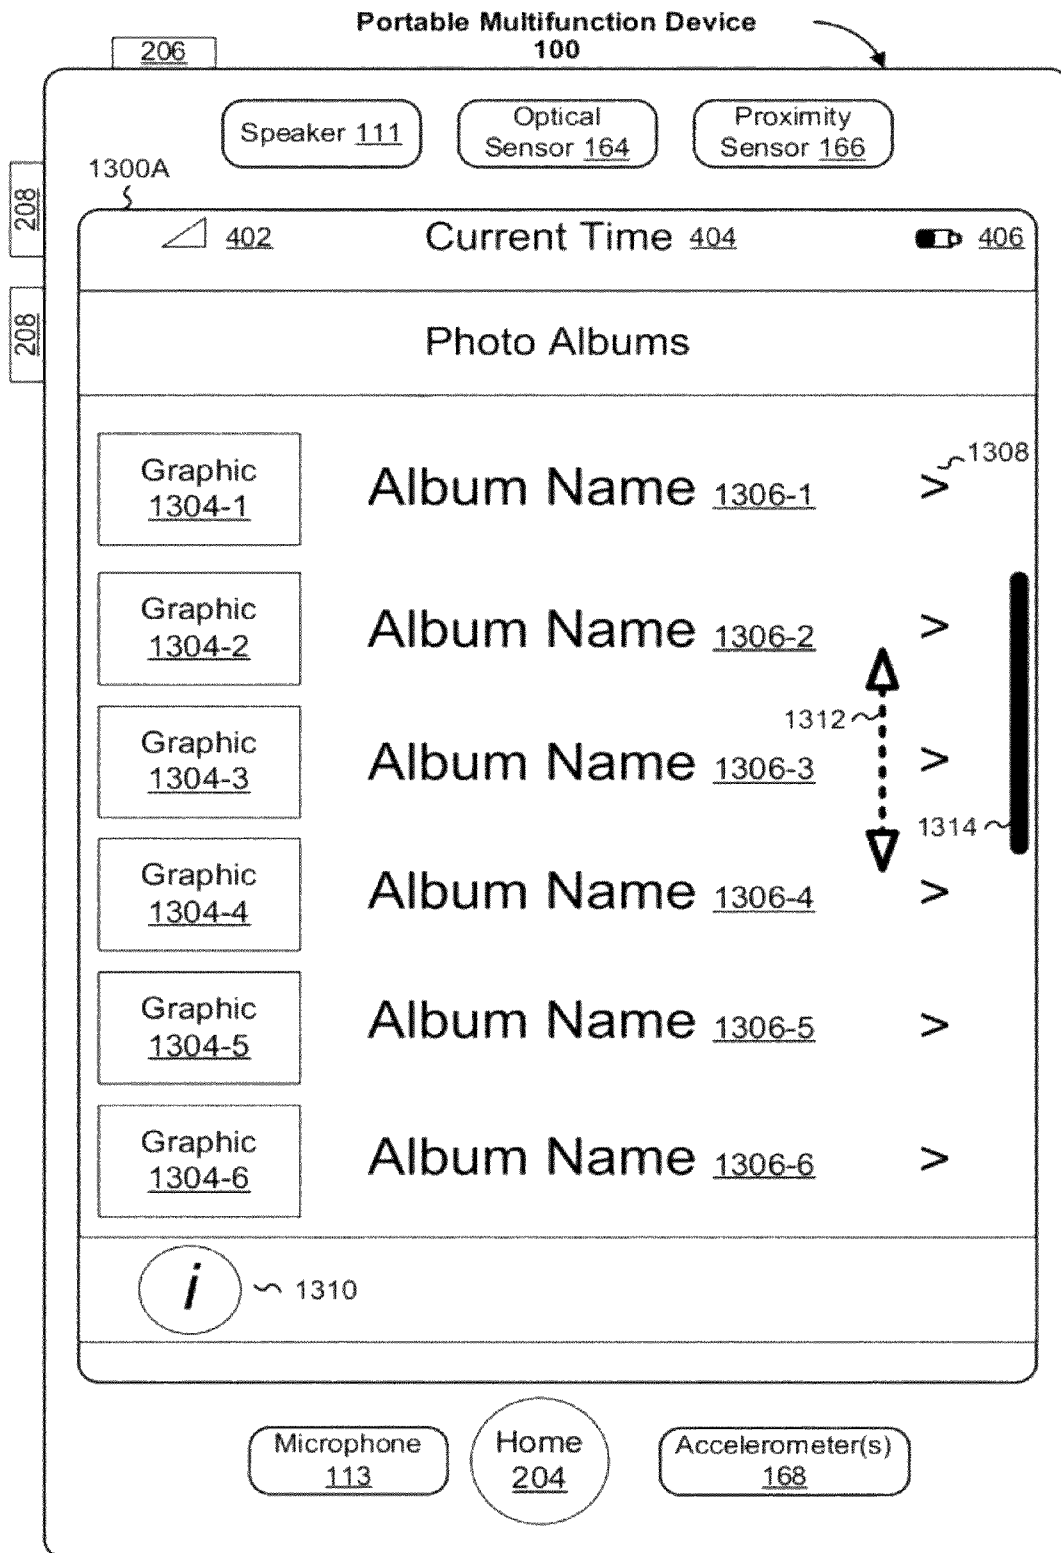 Portable Multifunction Device
100
206
Speaker 111
Optical
Sensor 164
Proximity
Sensor 166
1300A
208
208
402
Current Time 404
406
Photo Albums
Graphic
1304-1
Album Name 1306-1
>
1308
Graphic
1304-2
Album Name 1306-2
>
1312
Graphic
1304-3
Album Name 1306-3
>
1314
Graphic
1304-4
Album Name 1306-4
>
Graphic
1304-5
Album Name 1306-5
>
Graphic
1304-6
Album Name 1306-6
>
i
1310
Microphone
113
Home
204
Accelerometer(s)
168